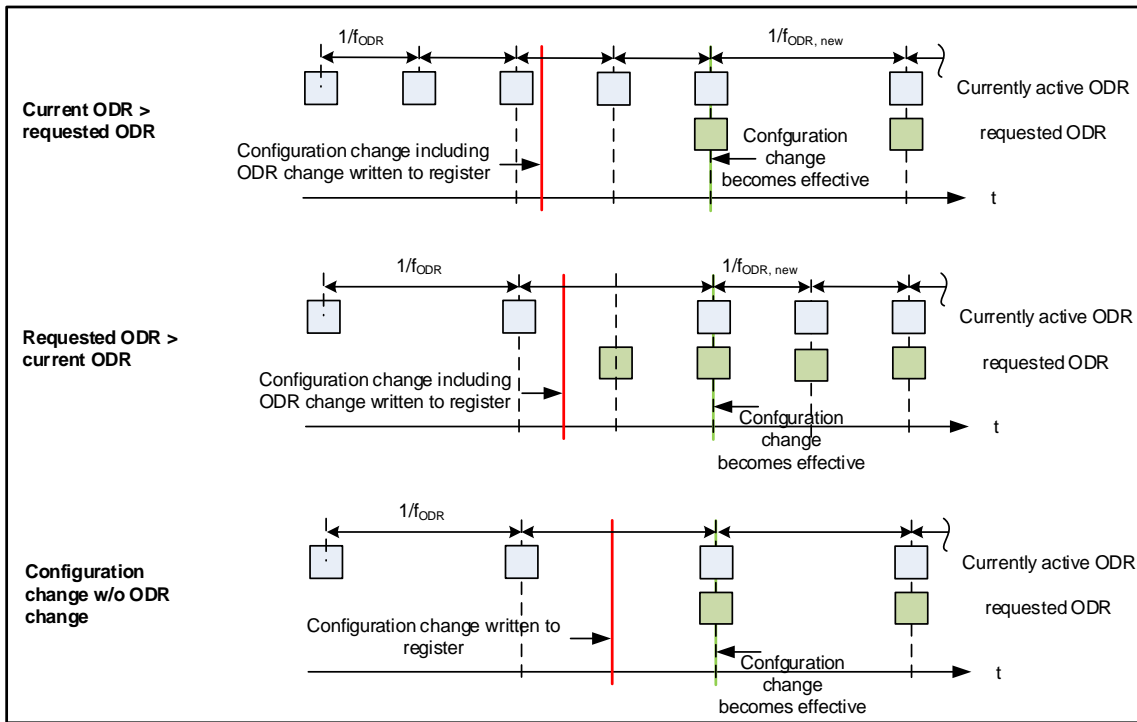 1/fODR
1/fODR, new
Current ODR >
requested ODR
Currently active ODR
requested ODR
Configuration change including
ODR change written to register
Confguration
change
becomes effective
t
1/fODR
1/fODR, new
Requested ODR >
current ODR
Currently active ODR
requested ODR
Configuration change including
ODR change written to register
Confguration
change
becomes effective
t
1/fODR
Configuration
change w/o ODR
change
Currently active ODR
requested ODR
Configuration change written to
register
Confguration
change
becomes effective
t